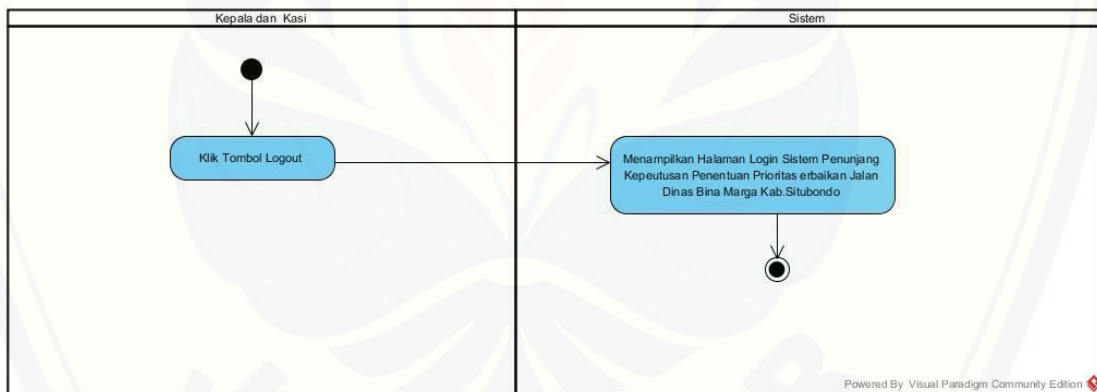 Kepala dan Kasi
Sistem
Klik Tombol Logout
Menampilkan Halaman Login Sistem Penunjang
Kepeutusan Penentuan Prioritas erbaikan Jalan
Dinas Bina Marga Kab.Situbondo
Powered By Visual Paradigm Community Edition